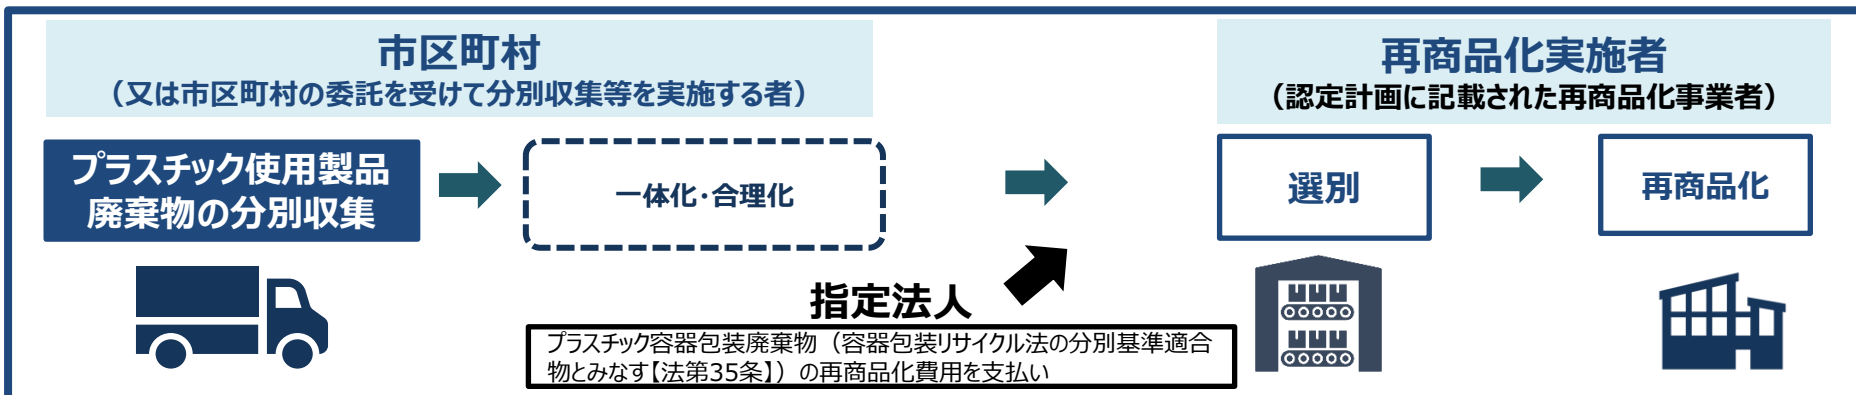 市区町村
（又は市区町村の委託を受けて分別収集等を実施する者）
再商品化実施者
（認定計画に記載された再商品化事業者）
プラスチック使用製品
廃棄物の分別収集
一体化･合理化
選別
再商品化
指定法人
プラスチック容器包装廃棄物（容器包装リサイクル法の分別基準適合
物とみなす【法第35条】）の再商品化費用を支払い